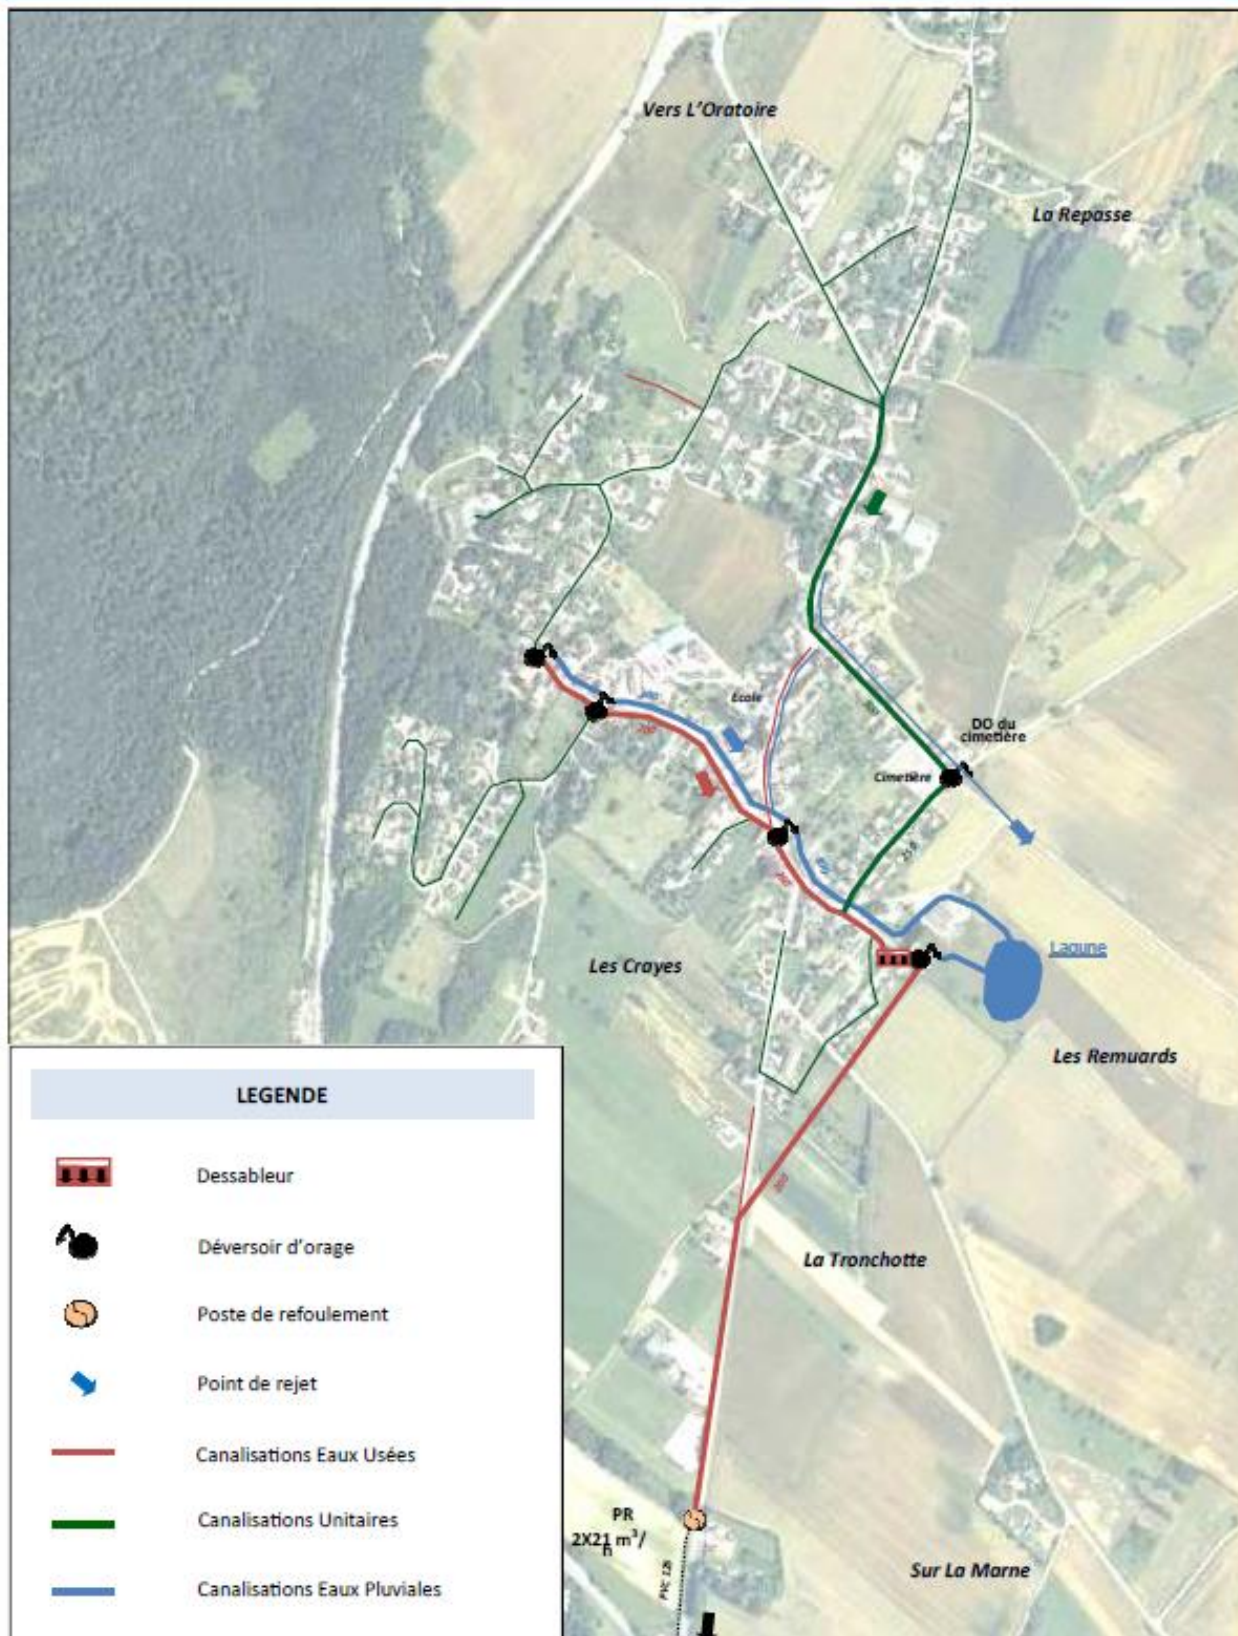 Vers L'Oratoire
La Repasse
Ecole
DO du
cimetière
Cimetière
Lagune
Les Crayes
Les Remuards
La Tronchotte
Sur La Marne
PR
2X21 m³/
h
200
LEGENDE
Dessableur
Déversoir d'orage
Poste de refoulement
Point de rejet
Canalisations Eaux Usées
Canalisations Unitaires
Canalisations Eaux Pluviales